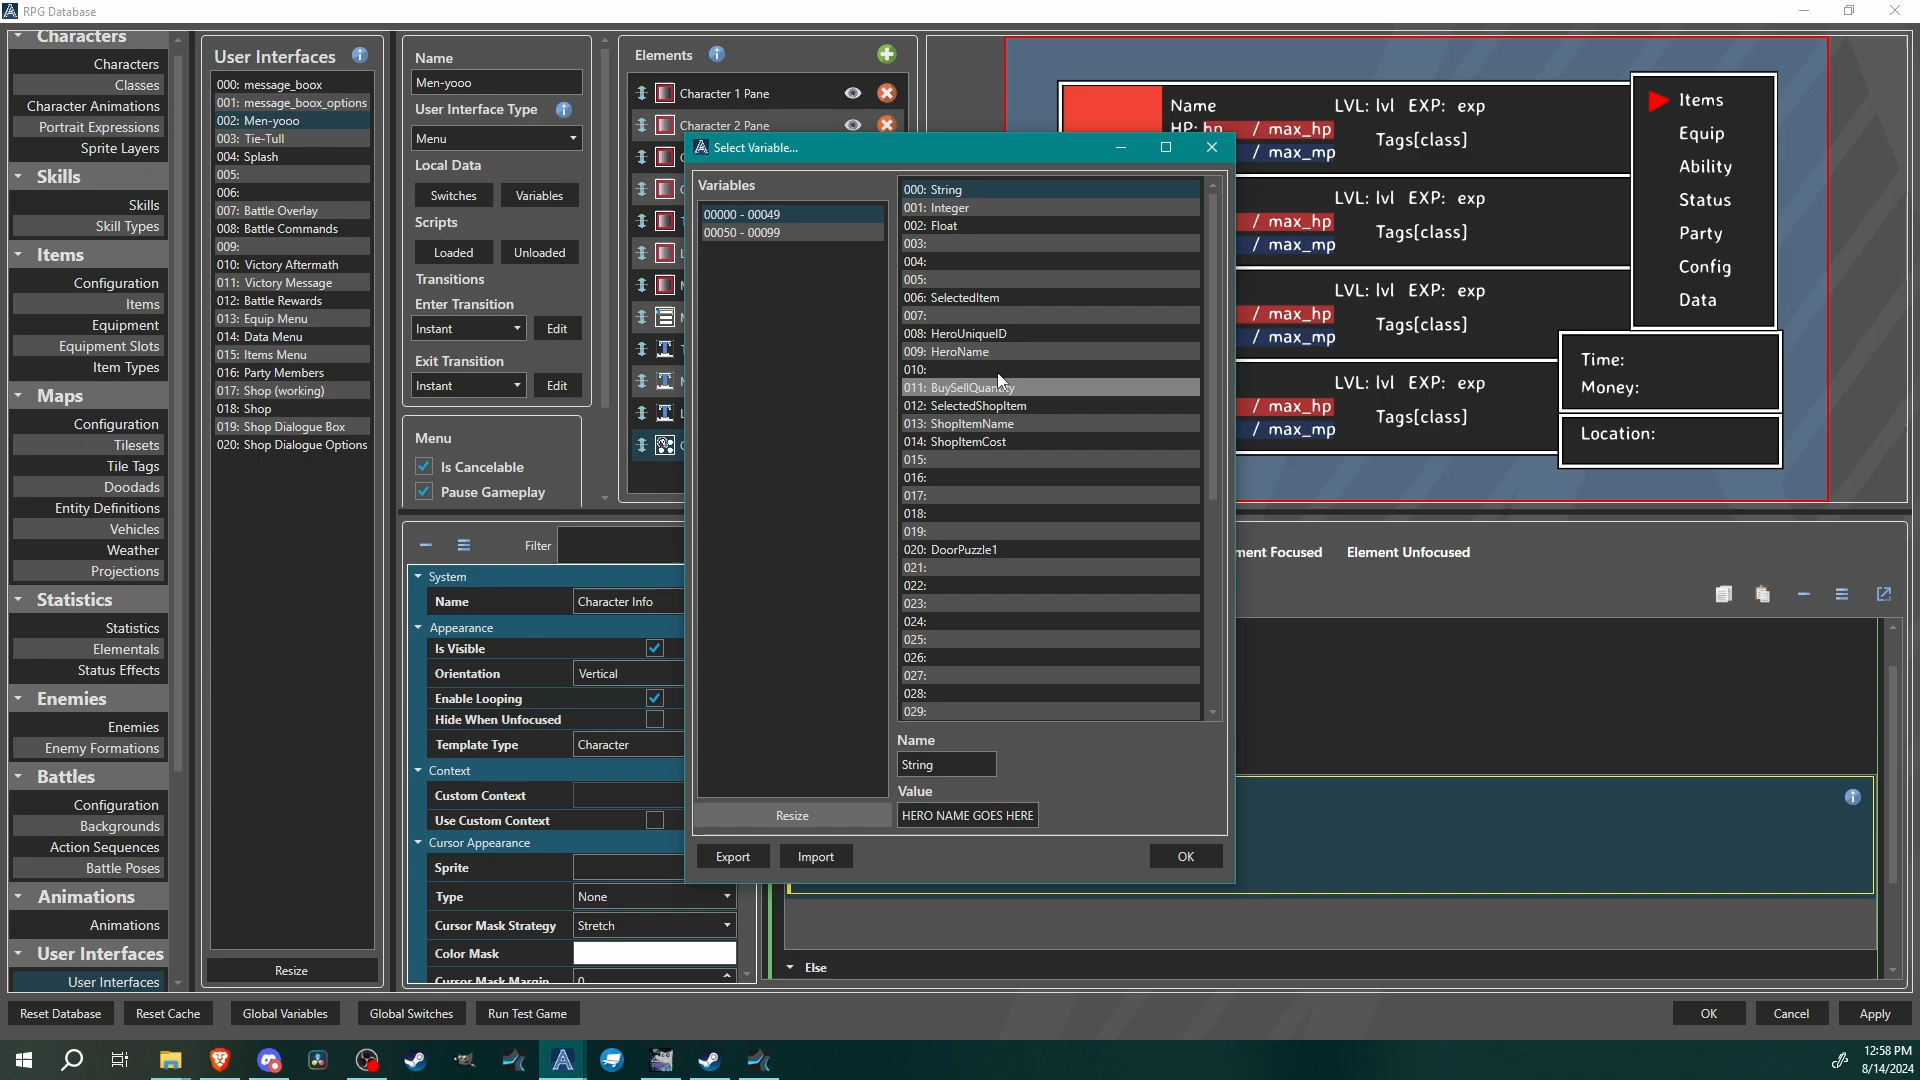 RPG Database
Characters
Characters
Classes
Character Animations
Portrait Expressions
Sprite Layers
Skills
Skills
Skill Types
Items
Configuration
Items
Equipment
Equipment Slots
Item Types
Maps
Configuration
Tilesets
Tile Tags
Doodads
Entity Definitions
Vehicles
Weather
Projections
Statistics
Statistics
Elementals
Status Effects
Enemies
Enemies
Enemy Formations
Battles
Configuration
Backgrounds
Action Sequences
Battle Poses
Animations
Animations
User Interfaces
User Interfaces
User Interfaces
000: message_boox
001: message_boox_options
002: Men-yooo
003: Tie-Tull
004: Splash
005:
006:
007: Battle Overlay
008: Battle Commands
009:
010: Victory Aftermath
011: Victory Message
012: Battle Rewards
013: Equip Menu
014: Data Menu
015: Items Menu
016: Party Members
017: Shop (working)
018: Shop
019: Shop Dialogue Box
020: Shop Dialogue Options
Resize
Name
Men-yooo
User Interface Type
Menu
Local Data
Switches
Variables
Scripts
Loaded
Unloaded
Transitions
Enter Transition
Instant
Edit
Exit Transition
Instant
Edit
Menu
Is Cancelable
Pause Gameplay
Elements
Character 1 Pane
Character 2 Pane
Filter
System
Name
Character Info
Appearance
Is Visible
Orientation
Vertical
Enable Looping
Hide When Unfocused
Template Type
Character
Context
Custom Context
Use Custom Context
Cursor Appearance
Sprite
Type
None
Cursor Mask Strategy
Stretch
Color Mask
Cursor Mask Margin
0
Select Variable...
Variables
00000 - 00049
00050 - 00099
Resize
000: String
001: Integer
002: Float
003:
004:
005:
006: SelectedItem
007:
008: HeroUniqueID
009: HeroName
010:
011: BuySellQuantity
012: SelectedShopItem
013: ShopItemName
014: ShopItemCost
015:
016:
017:
018:
019:
020: DoorPuzzle1
021:
022:
023:
024:
025:
026:
027:
028:
029:
Name
String
Value
HERO NAME GOES HERE
Export
Import
OK
Name
LVL: lvl EXP: exp
HP: hp / max_hp
Tags[class]
/ max_mp
LVL: lvl EXP: exp
/ max_hp
Tags[class]
/ max_mp
LVL: lvl EXP: exp
/ max_hp
Tags[class]
/ max_mp
LVL: lvl EXP: exp
/ max_hp
Tags[class]
/ max_mp
Items
Equip
Ability
Status
Party
Config
Data
Time:
Money:
Location:
ment Focused
Element Unfocused
Else
Reset Database
Reset Cache
Global Variables
Global Switches
Run Test Game
OK
Cancel
Apply
12:58 PM
8/14/2024